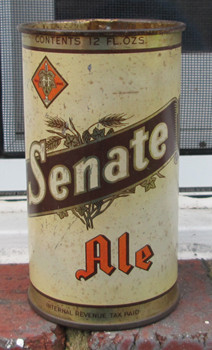 CONTENTS 12 FL. OZS.
Senate
Ale
INTERNAL REVENUE TAX PAID